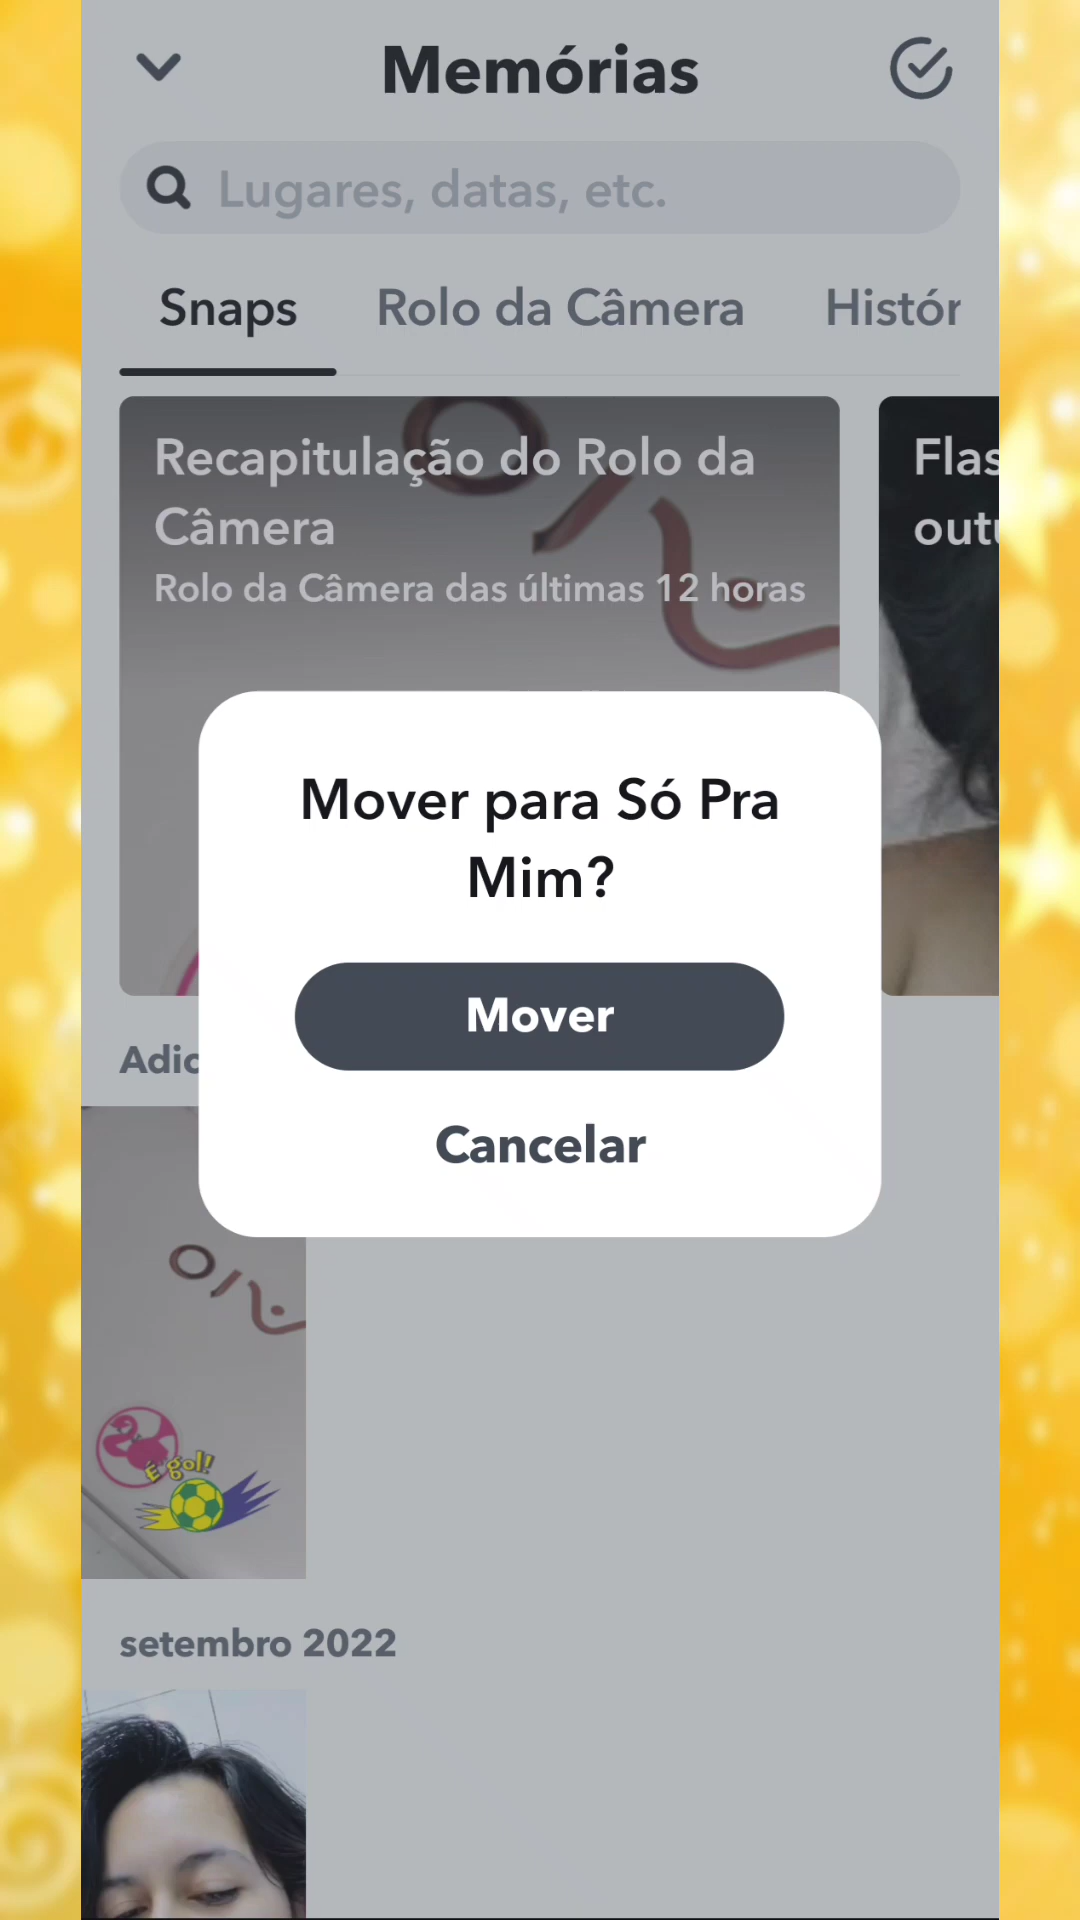 Memórias
Lugares, datas, etc.
Snaps Rolo da Câmera Histór
Recapitulação do Rolo da
Câmera
Rolo da Câmera das últimas 12 horas
Flas
outu
Mover para Só Pra
Mim?
Mover
Cancelar
Adic
É gol!
setembro 2022